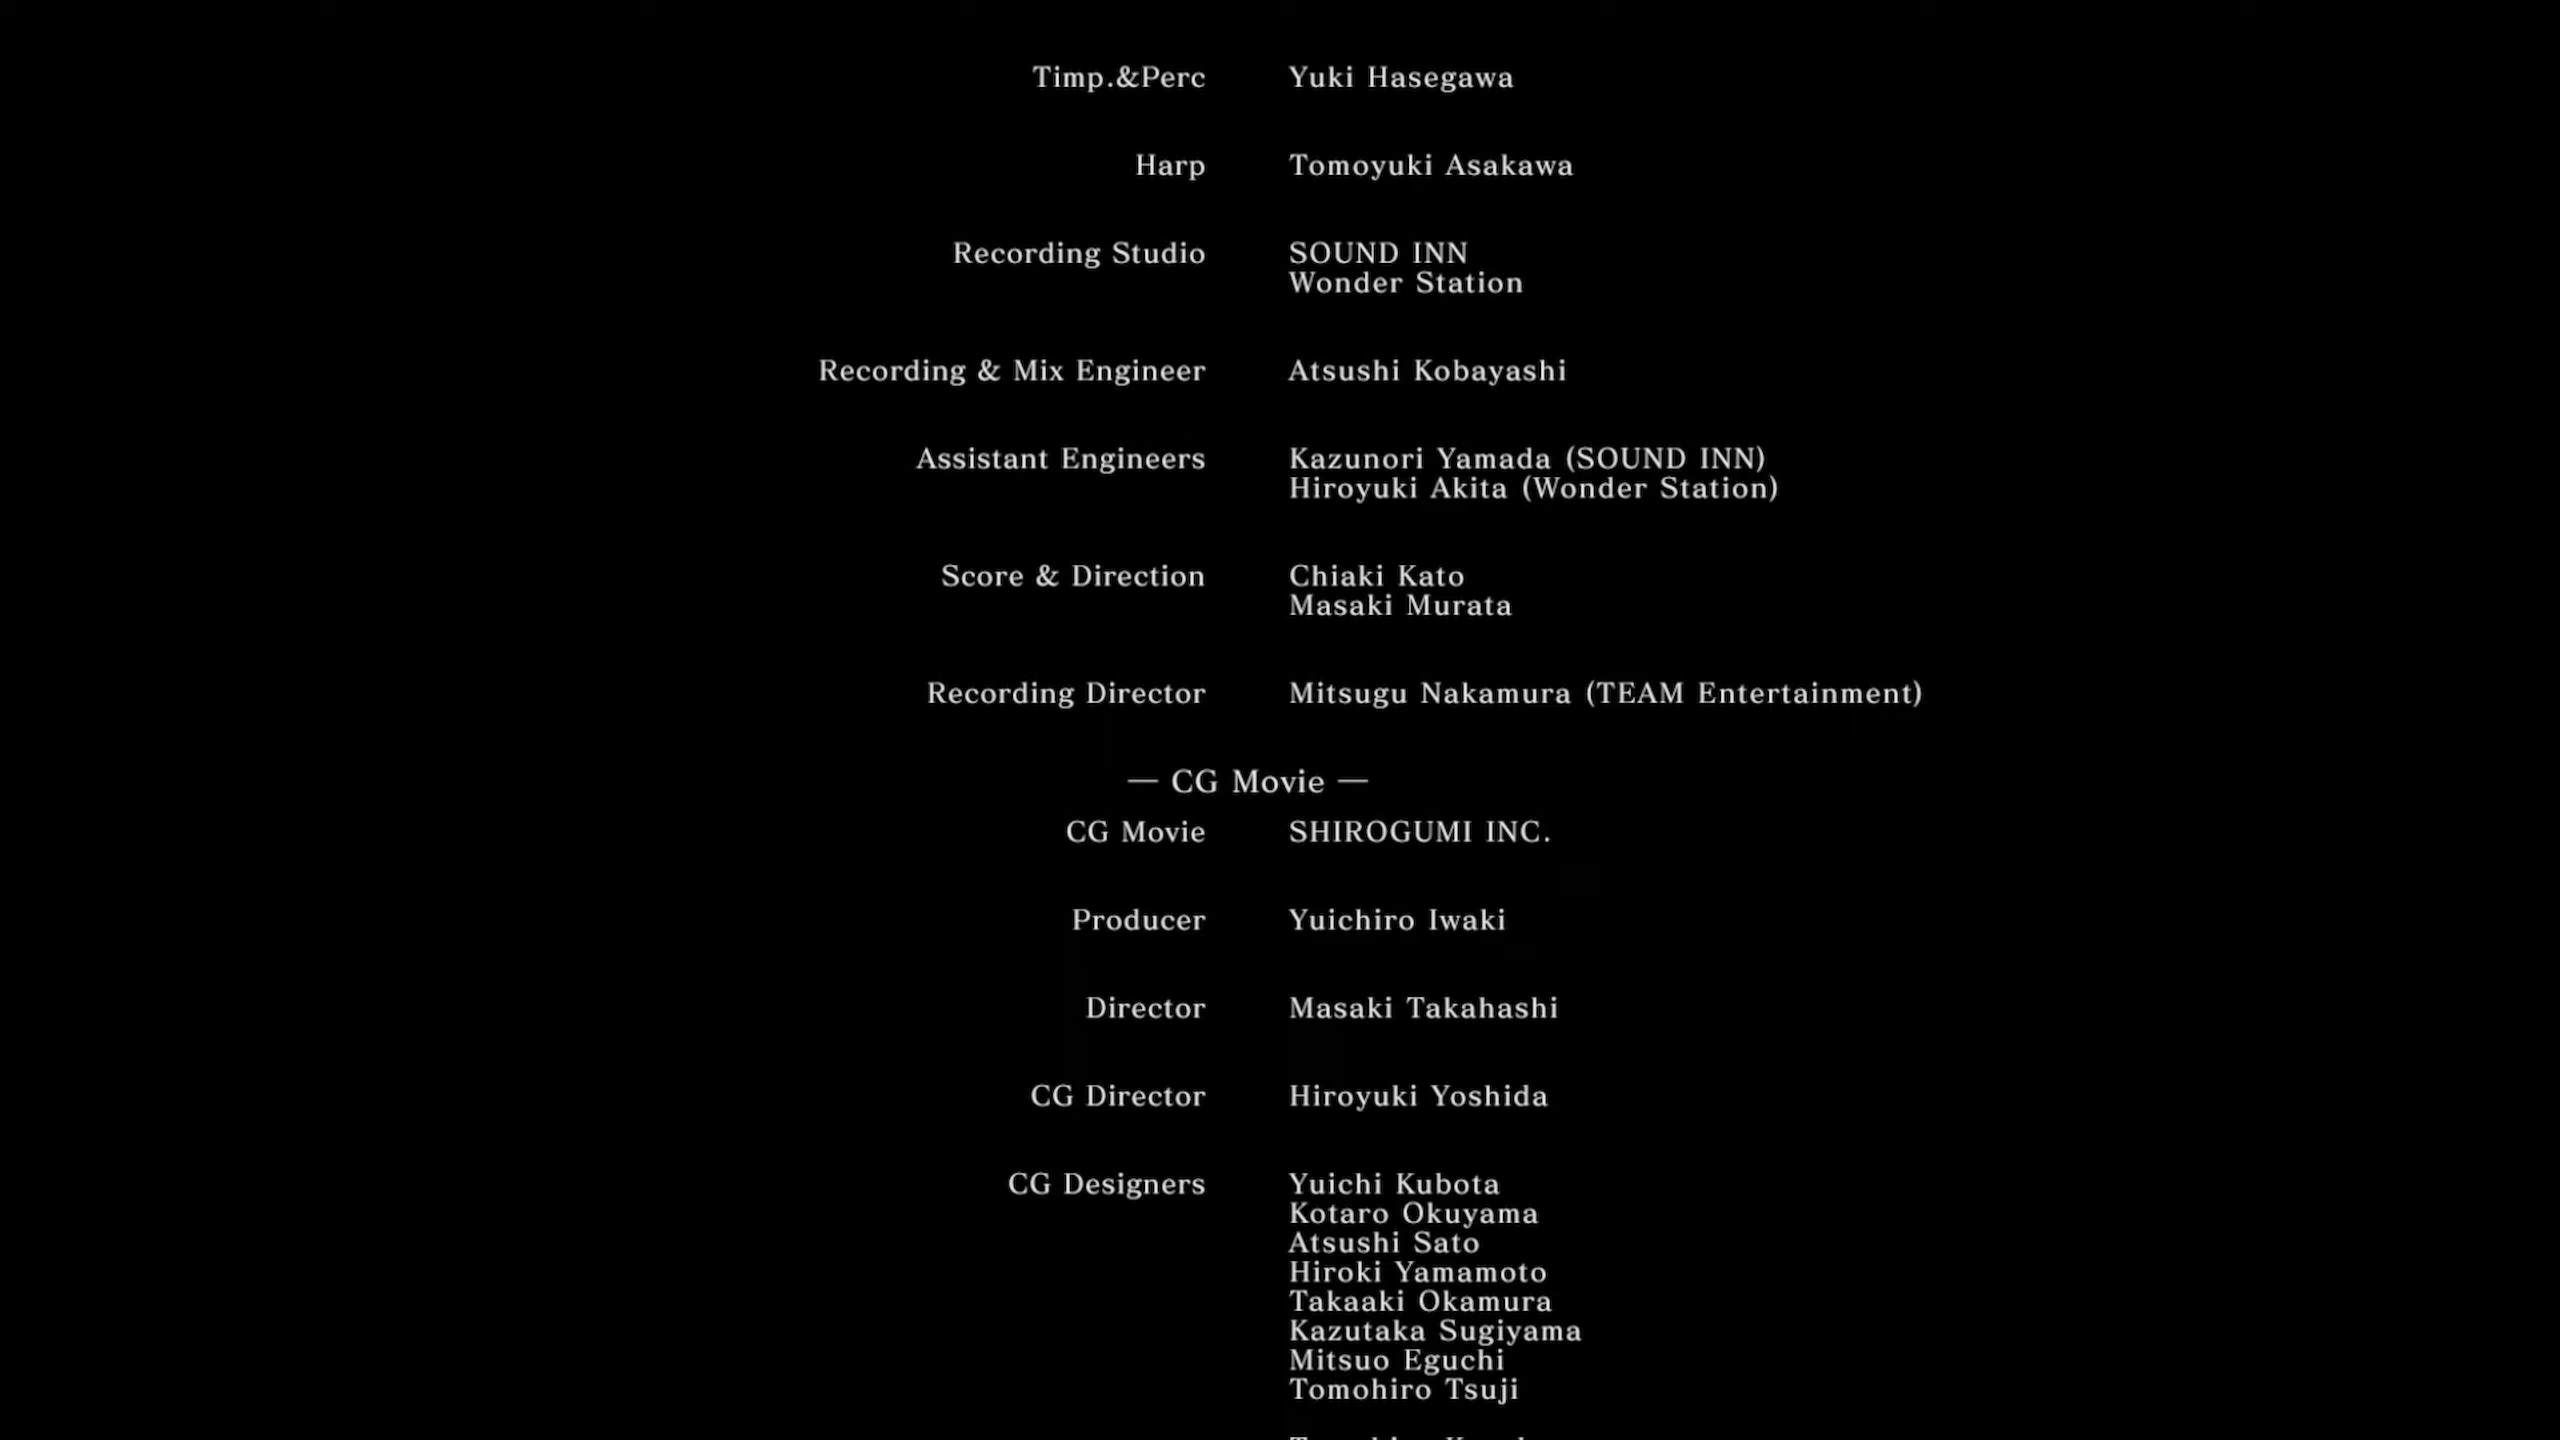 Timp.&Perc Yuki Hasegawa
Harp Tomoyuki Asakawa
Recording Studio SOUND INN
Wonder Station
Recording & Mix Engineer Atsushi Kobayashi
Assistant Engineers Kazunori Yamada (SOUND INN)
Hiroyuki Akita (Wonder Station)
Score & Direction Chiaki Kato
Masaki Murata
Recording Director Mitsugu Nakamura (TEAM Entertainment)
— CG Movie —
CG Movie SHIROGUMI INC.
Producer Yuichiro Iwaki
Director Masaki Takahashi
CG Director Hiroyuki Yoshida
CG Designers Yuichi Kubota
Kotaro Okuyama
Atsushi Sato
Hiroki Yamamoto
Takaaki Okamura
Kazutaka Sugiyama
Mitsuo Eguchi
Tomohiro Tsuji